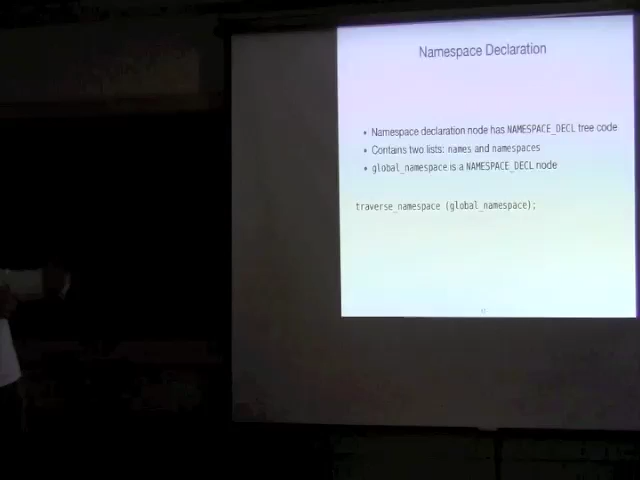 Namespace Declaration
• Namespace declaration node has NAMESPACE_DECL tree code
• Contains two lists: names and namespaces
• global_namespace is a NAMESPACE_DECL node
traverse_namespace (global_namespace);